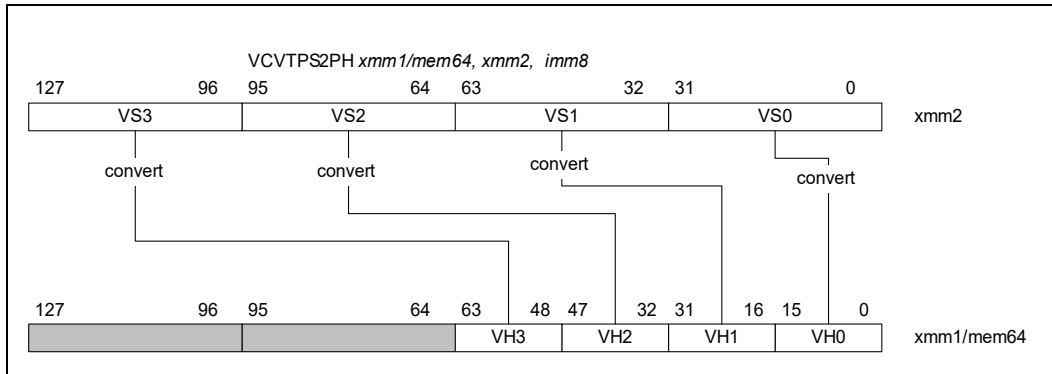 VCVTPS2PH xmm1/mem64, xmm2, imm8
127 96 95 64 63 32 31 0
VS3 VS2 VS1 VS0 xmm2
convert convert convert convert
127 96 95 64 63 48 47 32 31 16 15 0
VH3 VH2 VH1 VH0 xmm1/mem64